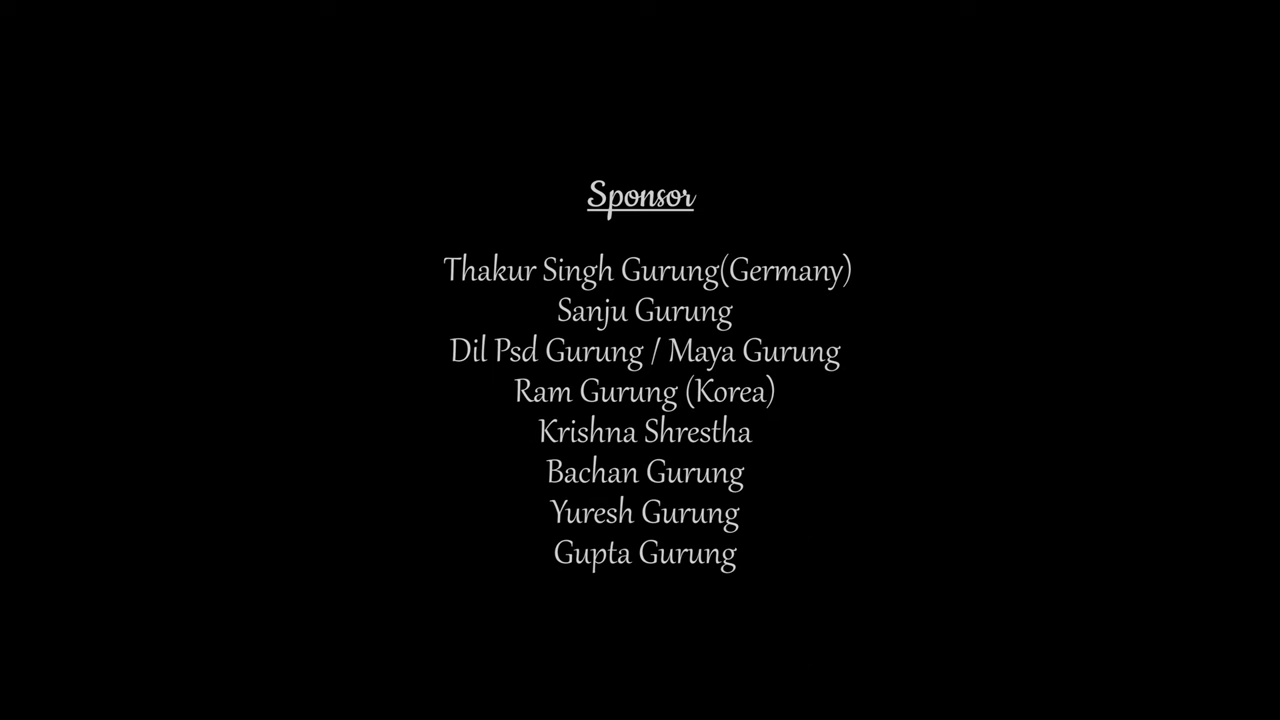 Sponsor
Thakur Singh Gurung(Germany)
Sanju Gurung
Dil Psd Gurung / Maya Gurung
Ram Gurung (Korea)
Krishna Shrestha
Bachan Gurung
Yuresh Gurung
Gupta Gurung